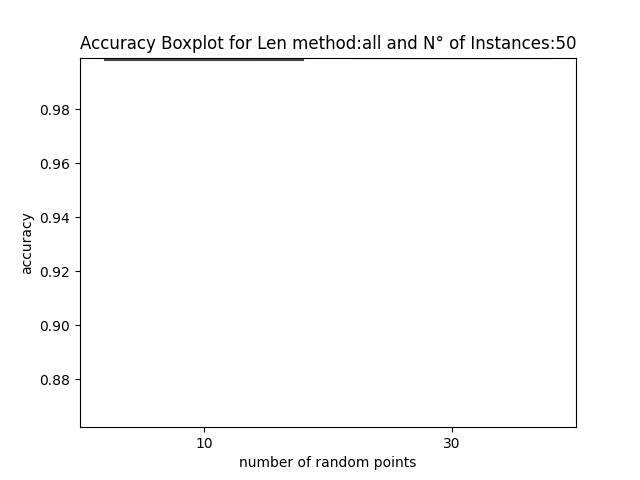 Accuracy Boxplot for Len method:all and N° of Instances:50
0.98
0.96
0.94
0.92
0.90
0.88
accuracy
10 30
number of random points